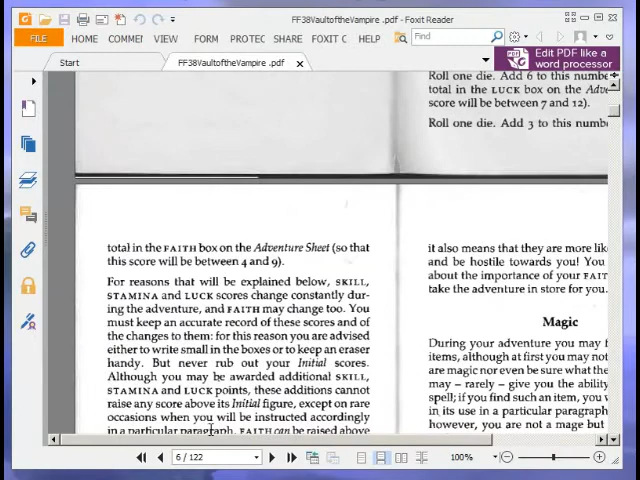 FF38VaultoftheVampire .pdf - Foxit Reader
FILE HOME COMMEI VIEW FORM PROTEC SHARE FOXIT C HELP Find
Edit PDF like a
word processor
Start FF38VaultoftheVampire .pdf
Roll one die. Add 6 to this numbe
total in the LUCK box on the Adve
score will be between 7 and 12).
Roll one die. Add 3 to this numbe
total in the FAITH box on the Adventure Sheet (so that
this score will be between 4 and 9).
For reasons that will be explained below, SKILL,
STAMINA and LUCK scores change constantly dur-
ing the adventure, and FAITH may change too. You
must keep an accurate record of these scores and of
the changes to them: for this reason you are advised
either to write small in the boxes or to keep an eraser
handy. But never rub out your Initial scores.
Although you may be awarded additional SKILL,
STAMINA and LUCK points, these additions cannot
raise any score above its Initial figure, except on rare
occasions when you will be instructed accordingly
in a particular paragraph. FAITH can be raised above
it also means that they are more lik
and be hostile towards you! You
about the importance of your FAIT
take the adventure in store for you.
Magic
During your adventure you may f
items, although at first you may not
are magic nor even be sure what the
may – rarely – give you the ability
spell; if you find such an item, you w
in its use in a particular paragraph
however, you are not a mage but
6 / 122
100%